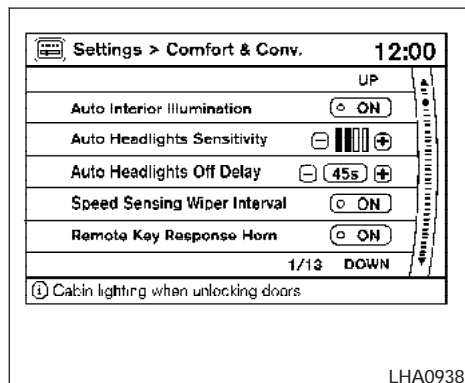 Settings > Comfort & Conv. 12:00
UP
Auto Interior Illumination ON
Auto Headlights Sensitivity
Auto Headlights Off Delay 45s
Speed Sensing Wiper Interval ON
Remote Key Response Horn ON
1/13 DOWN
Cabin lighting when unlocking doors
LHA0938